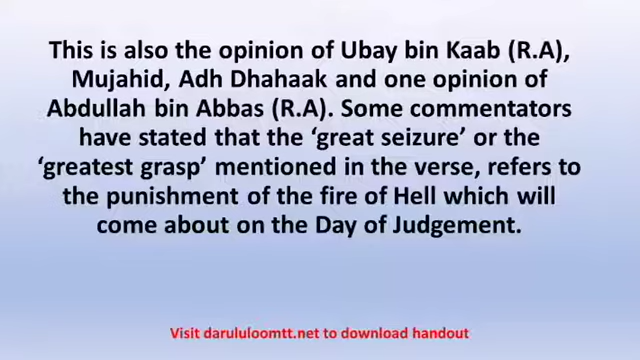 This is also the opinion of Ubay bin Kaab (R.A),
Mujahid, Adh Dhahaak and one opinion of
Abdullah bin Abbas (R.A). Some commentators
have stated that the ‘great seizure’ or the
‘greatest grasp’ mentioned in the verse, refers to
the punishment of the fire of Hell which will
come about on the Day of Judgement.
Visit darululoomtt.net to download handout